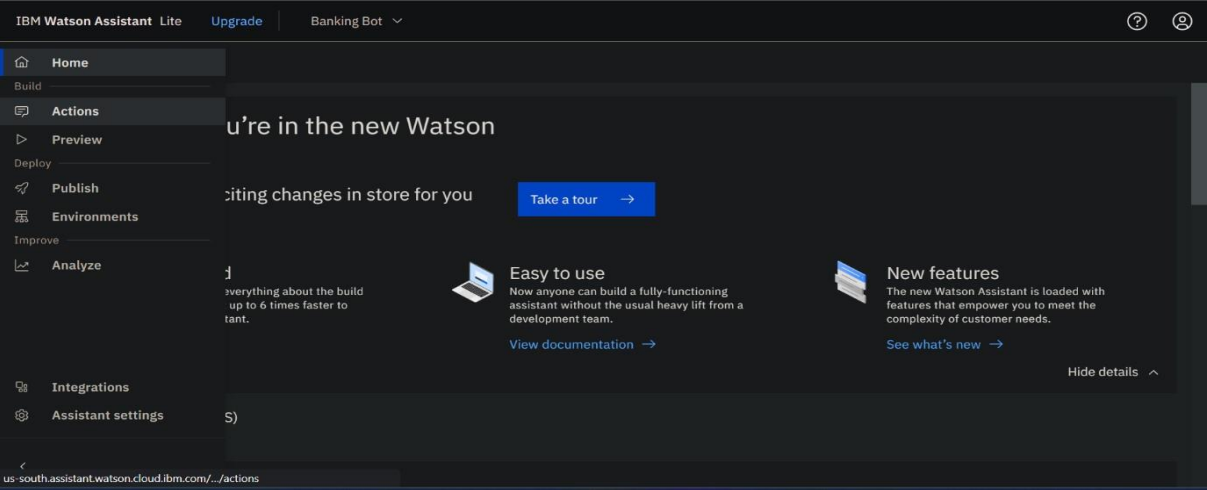 IBM Watson Assistant Lite Upgrade Banking Bot
Home
Build
Actions
Preview
Deploy
Publish
Environments
Improve
Analyze
Integrations
Assistant settings
us-south.assistant.watson.cloud.ibm.com/.../actions
u're in the new Watson
citing changes in store for you
Take a tour
d
everything about the build
up to 6 times faster to
tant.
Easy to use
Now anyone can build a fully-functioning
assistant without the usual heavy lift from a
development team.
View documentation
New features
The new Watson Assistant is loaded with
features that empower you to meet the
complexity of customer needs.
See what's new
Hide details
S)